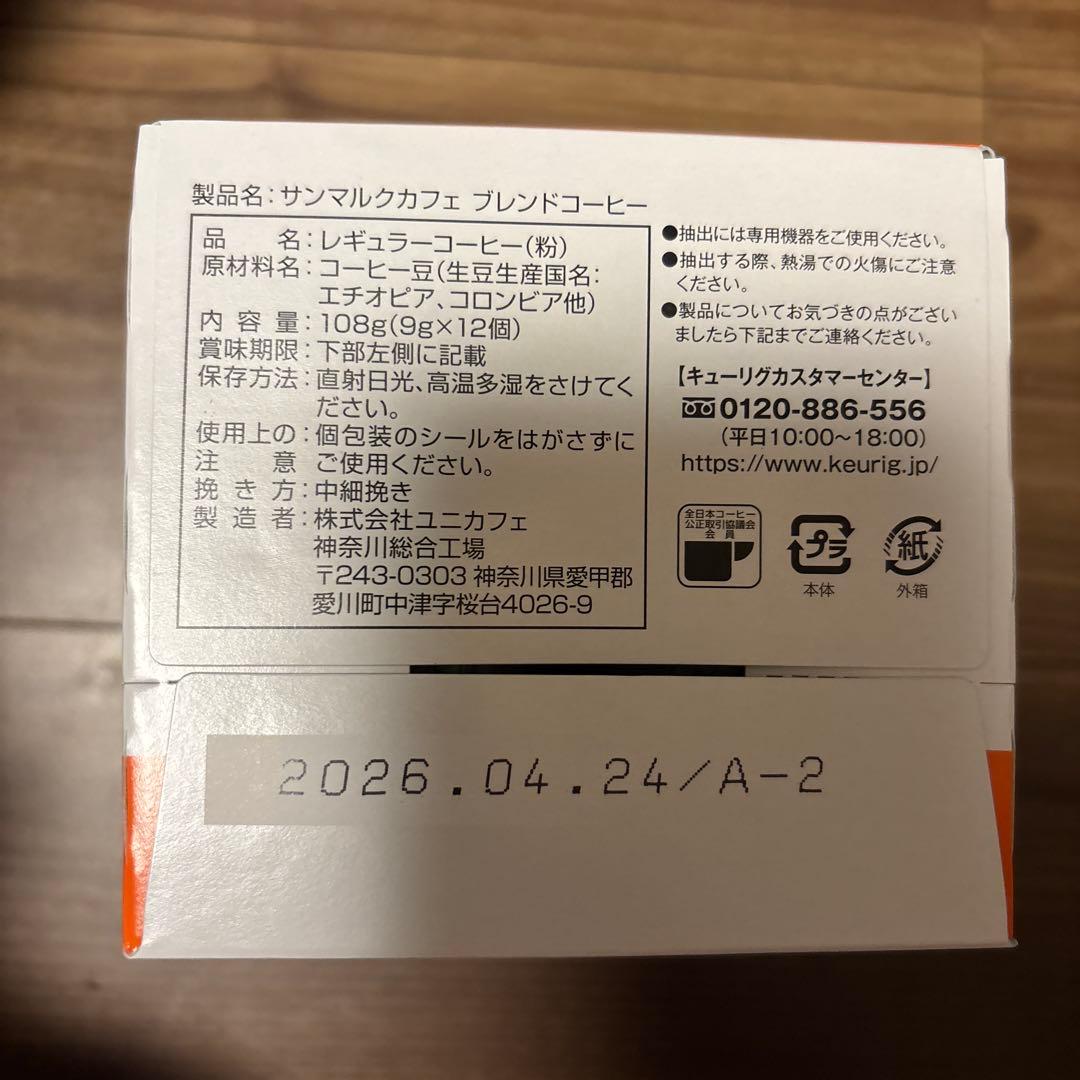 製品名：サンマルクカフェ ブレンドコーヒー
品名：レギュラーコーヒー（粉）
原材料名：コーヒー豆（生豆生産国名：
エチオピア、コロンビア他）
内容量：108g（9g×12個）
賞味期限：下部左側に記載
保存方法：直射日光、高温多湿をさけてく
ださい。
使用上の：個包装のシールをはがさずに
注意 ご使用ください。
挽き方：中細挽き
製造者：株式会社ユニカフェ
神奈川総合工場
〒243-0303 神奈川県愛甲郡
愛川町中津字桜台4026-9
●抽出には専用機器をご使用ください。
●抽出する際、熱湯での火傷にご注意
ください。
●製品についてお気づきの点がござい
ましたら下記までご連絡ください。
【キューリグカスタマーセンター】
0120-886-556
（平日10:00～18:00）
https://www.keurig.jp/
全日本コーヒー
公正取引協議会
会員
プラ
本体
紙
外箱
2026.04.24/A-2